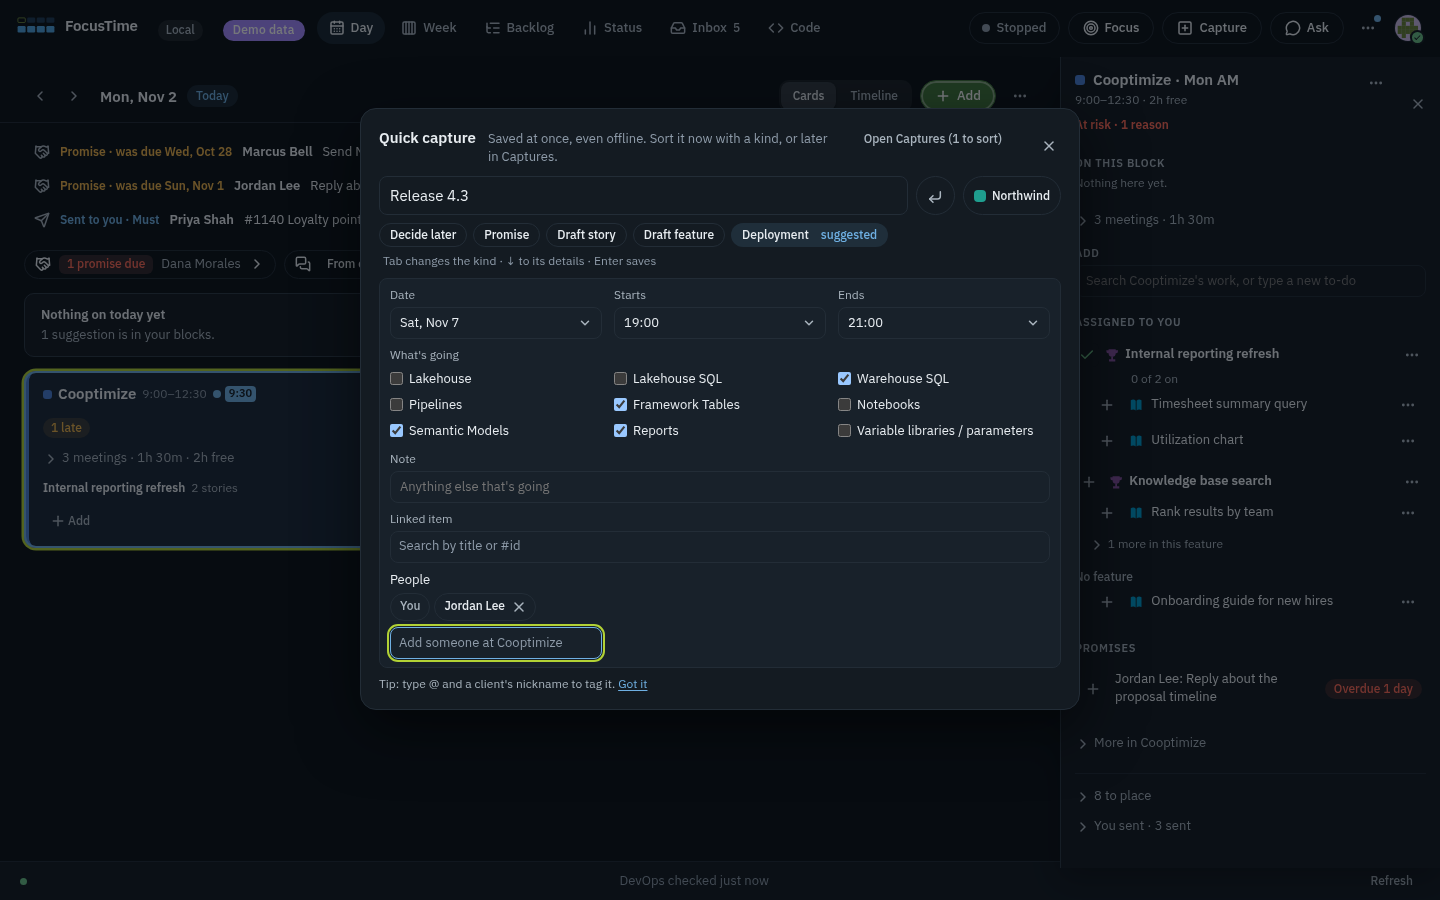 FocusTime
Local
Demo data
Day
Week
Backlog
Status
Inbox 5
Code
Stopped
Focus
Capture
Ask
Mon, Nov 2
Today
Cards
Timeline
Add
Promise · was due Wed, Oct 28 Marcus Bell
Promise · was due Sun, Nov 1 Jordan Lee
Sent to you · Must Priya Shah #1140 Loyalty point
1 promise due Dana Morales
Nothing on today yet
1 suggestion is in your blocks.
Cooptimize 9:00–12:30 9:30
1 late
3 meetings · 1h 30m · 2h free
Internal reporting refresh 2 stories
Add
Quick capture
Saved at once, even offline. Sort it now with a kind, or later
in Captures.
Open Captures (1 to sort)
Release 4.3
Northwind
Decide later
Promise
Draft story
Draft feature
Deployment suggested
Tab changes the kind · ↓ to its details · Enter saves
Date
Starts
Ends
Sat, Nov 7
19:00
21:00
What's going
Lakehouse
Lakehouse SQL
Warehouse SQL
Pipelines
Framework Tables
Notebooks
Semantic Models
Reports
Variable libraries / parameters
Note
Anything else that's going
Linked item
Search by title or #id
People
You
Jordan Lee
Add someone at Cooptimize
Tip: type @ and a client's nickname to tag it. Got it
Cooptimize · Mon AM
9:00–12:30 · 2h free
At risk · 1 reason
ON THIS BLOCK
Nothing here yet.
3 meetings · 1h 30m
ADD
Search Cooptimize's work, or type a new to-do
ASSIGNED TO YOU
Internal reporting refresh
0 of 2 on
Timesheet summary query
Utilization chart
Knowledge base search
Rank results by team
1 more in this feature
No feature
Onboarding guide for new hires
PROMISES
Jordan Lee: Reply about the
proposal timeline
Overdue 1 day
More in Cooptimize
8 to place
You sent · 3 sent
DevOps checked just now
Refresh